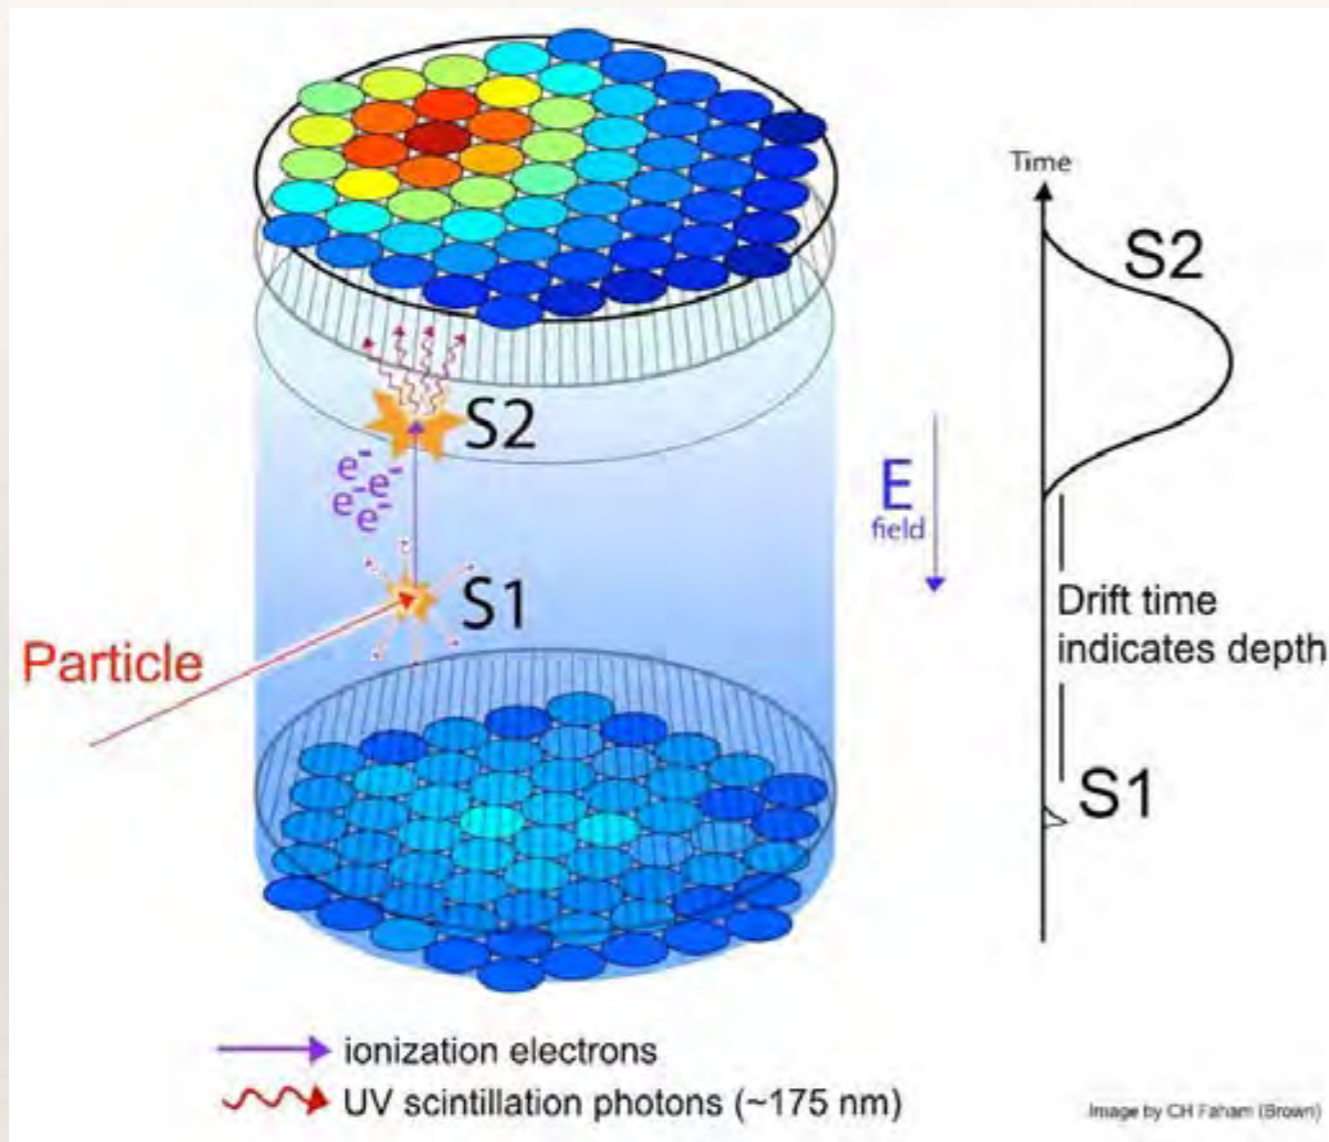 Time
S2
S2
e-
e-
e-
e-
E
field
S1
Drift time
indicates depth
Particle
S1
ionization electrons
UV scintillation photons (~175 nm)
Image by CH Faham (Brown)